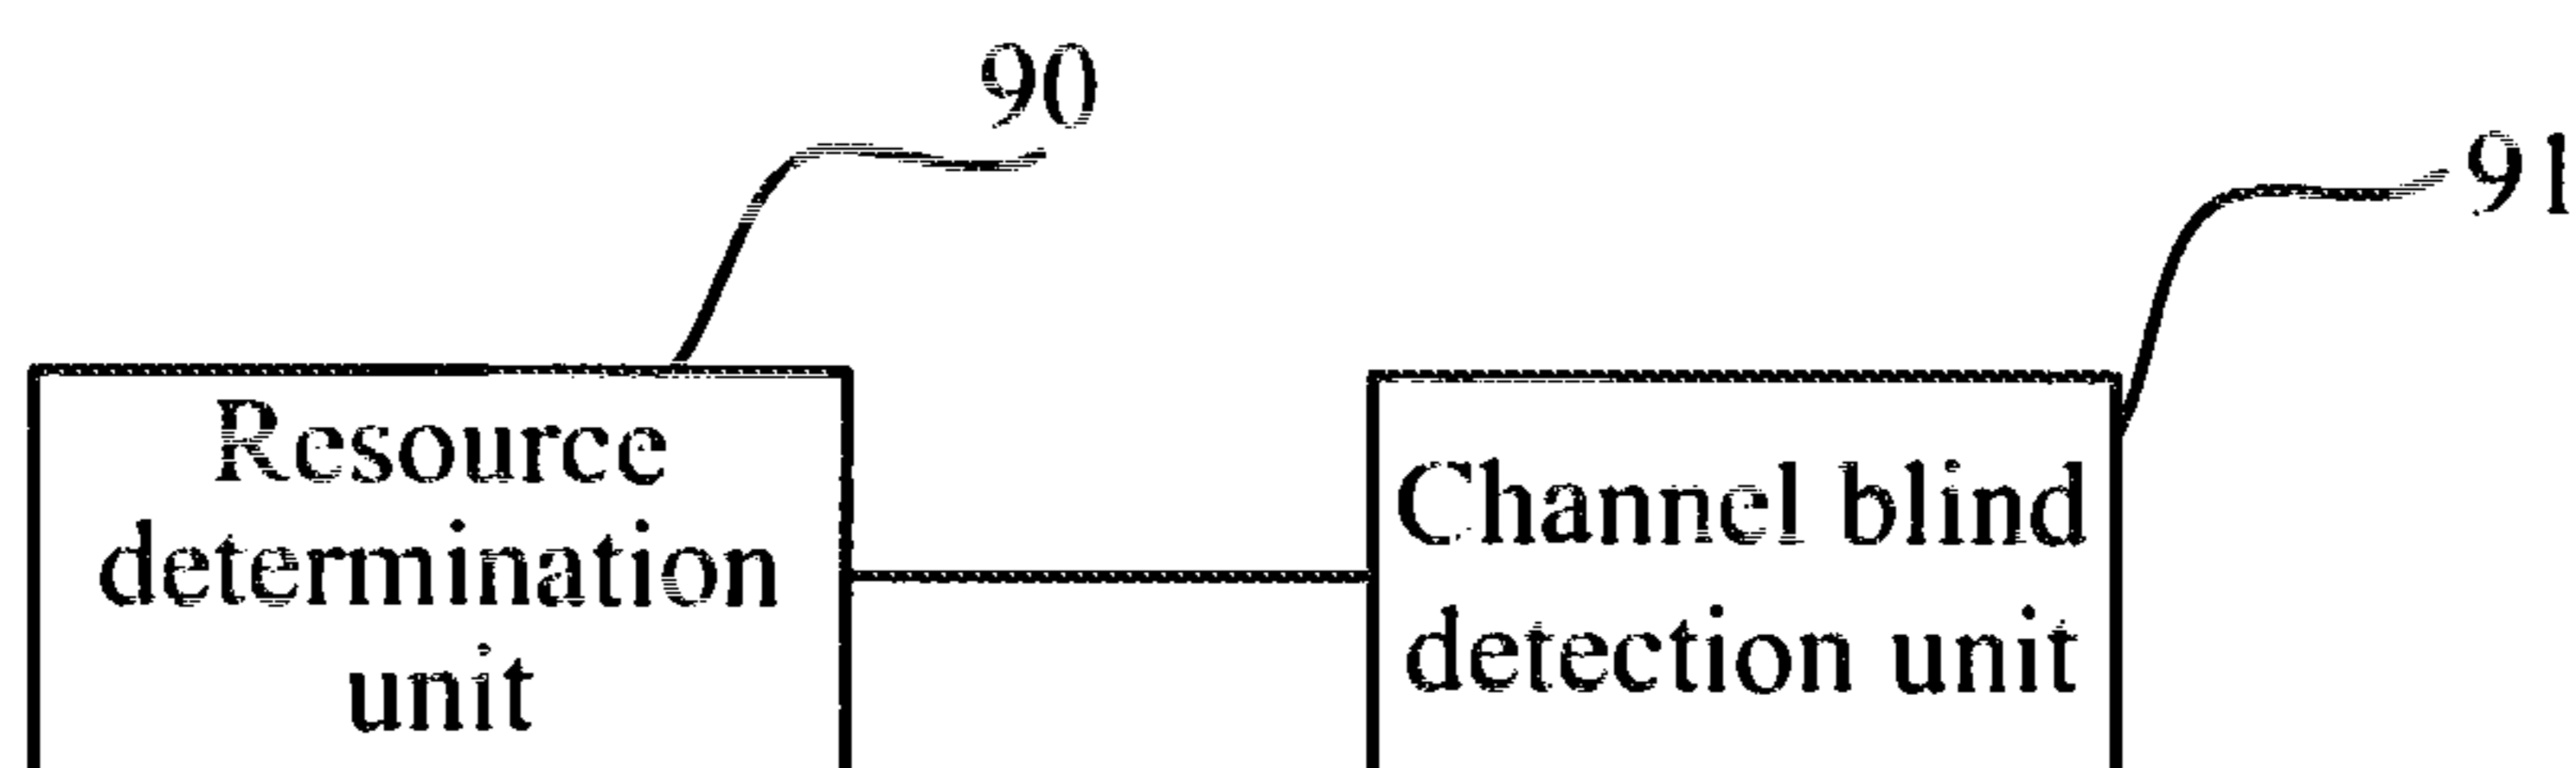 90
91
Resource
determination
unit
Channel blind
detection unit